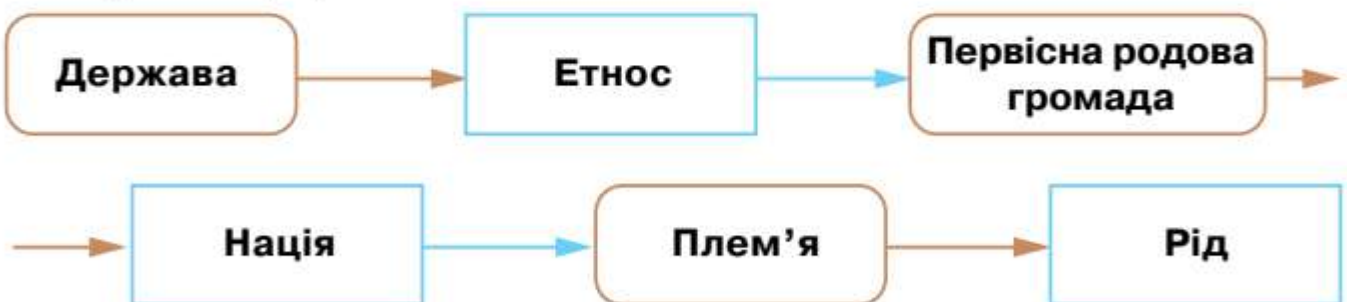 Держава
Етнос
Первісна родова
громада
Нація
Плем’я
Рід